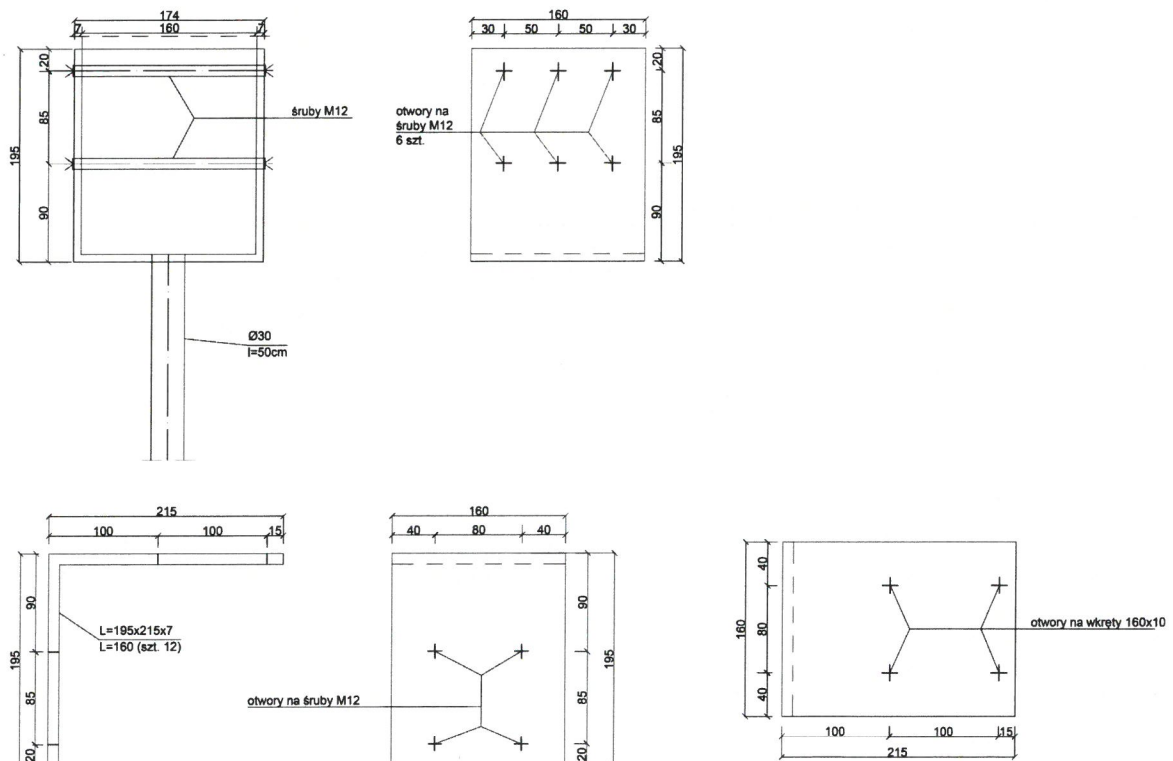 174
7 160 7
20
85
195
90
śruby M12
Ø30
l=50cm
160
30 50 50 30
otwory na
śruby M12
6 szt.
20
85
195
90
215
100 100 15
90
195
85
20
L=195x215x7
L=160 (szt. 12)
160
40 80 40
90
195
85
20
otwory na śruby M12
40
160
80
40
otwory na wkręty 160x10
100 100 15
215